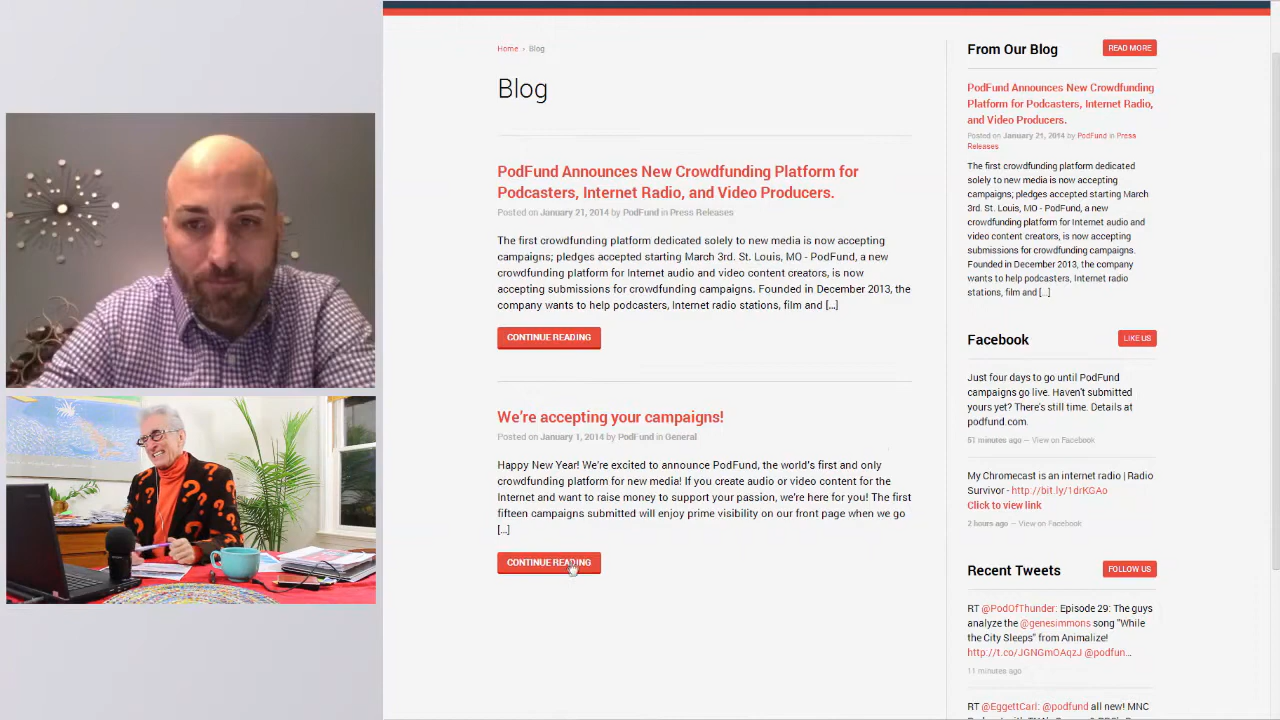 Home › Blog
Blog
PodFund Announces New Crowdfunding Platform for
Podcasters, Internet Radio, and Video Producers.
Posted on January 21, 2014 by PodFund in Press Releases
The first crowdfunding platform dedicated solely to new media is now accepting
campaigns; pledges accepted starting March 3rd. St. Louis, MO - PodFund, a new
crowdfunding platform for Internet audio and video content creators, is now
accepting submissions for crowdfunding campaigns. Founded in December 2013, the
company wants to help podcasters, Internet radio stations, film and [...]
CONTINUE READING
We're accepting your campaigns!
Posted on January 1, 2014 by PodFund in General
Happy New Year! We're excited to announce PodFund, the world's first and only
crowdfunding platform for new media! If you create audio or video content for the
Internet and want to raise money to support your passion, we're here for you! The first
fifteen campaigns submitted will enjoy prime visibility on our front page when we go
[...]
CONTINUE READING
From Our Blog
READ MORE
PodFund Announces New Crowdfunding
Platform for Podcasters, Internet Radio,
and Video Producers.
Posted on January 21, 2014 by PodFund in Press
Releases
The first crowdfunding platform dedicated
solely to new media is now accepting
campaigns; pledges accepted starting March
3rd. St. Louis, MO - PodFund, a new
crowdfunding platform for Internet audio and
video content creators, is now accepting
submissions for crowdfunding campaigns.
Founded in December 2013, the company
wants to help podcasters, Internet radio
stations, film and [...]
Facebook
LIKE US
Just four days to go until PodFund
campaigns go live. Haven't submitted
yours yet? There's still time. Details at
podfund.com.
51 minutes ago — View on Facebook
My Chromecast is an internet radio | Radio
Survivor - http://bit.ly/1drKGAo
Click to view link
2 hours ago — View on Facebook
Recent Tweets
FOLLOW US
RT @PodOfThunder: Episode 29: The guys
analyze the @genesimmons song "While
the City Sleeps" from Animalize!
http://t.co/JGNGmOAqzJ @podfun...
11 minutes ago
RT @EggettCarl: @podfund all new! MNC